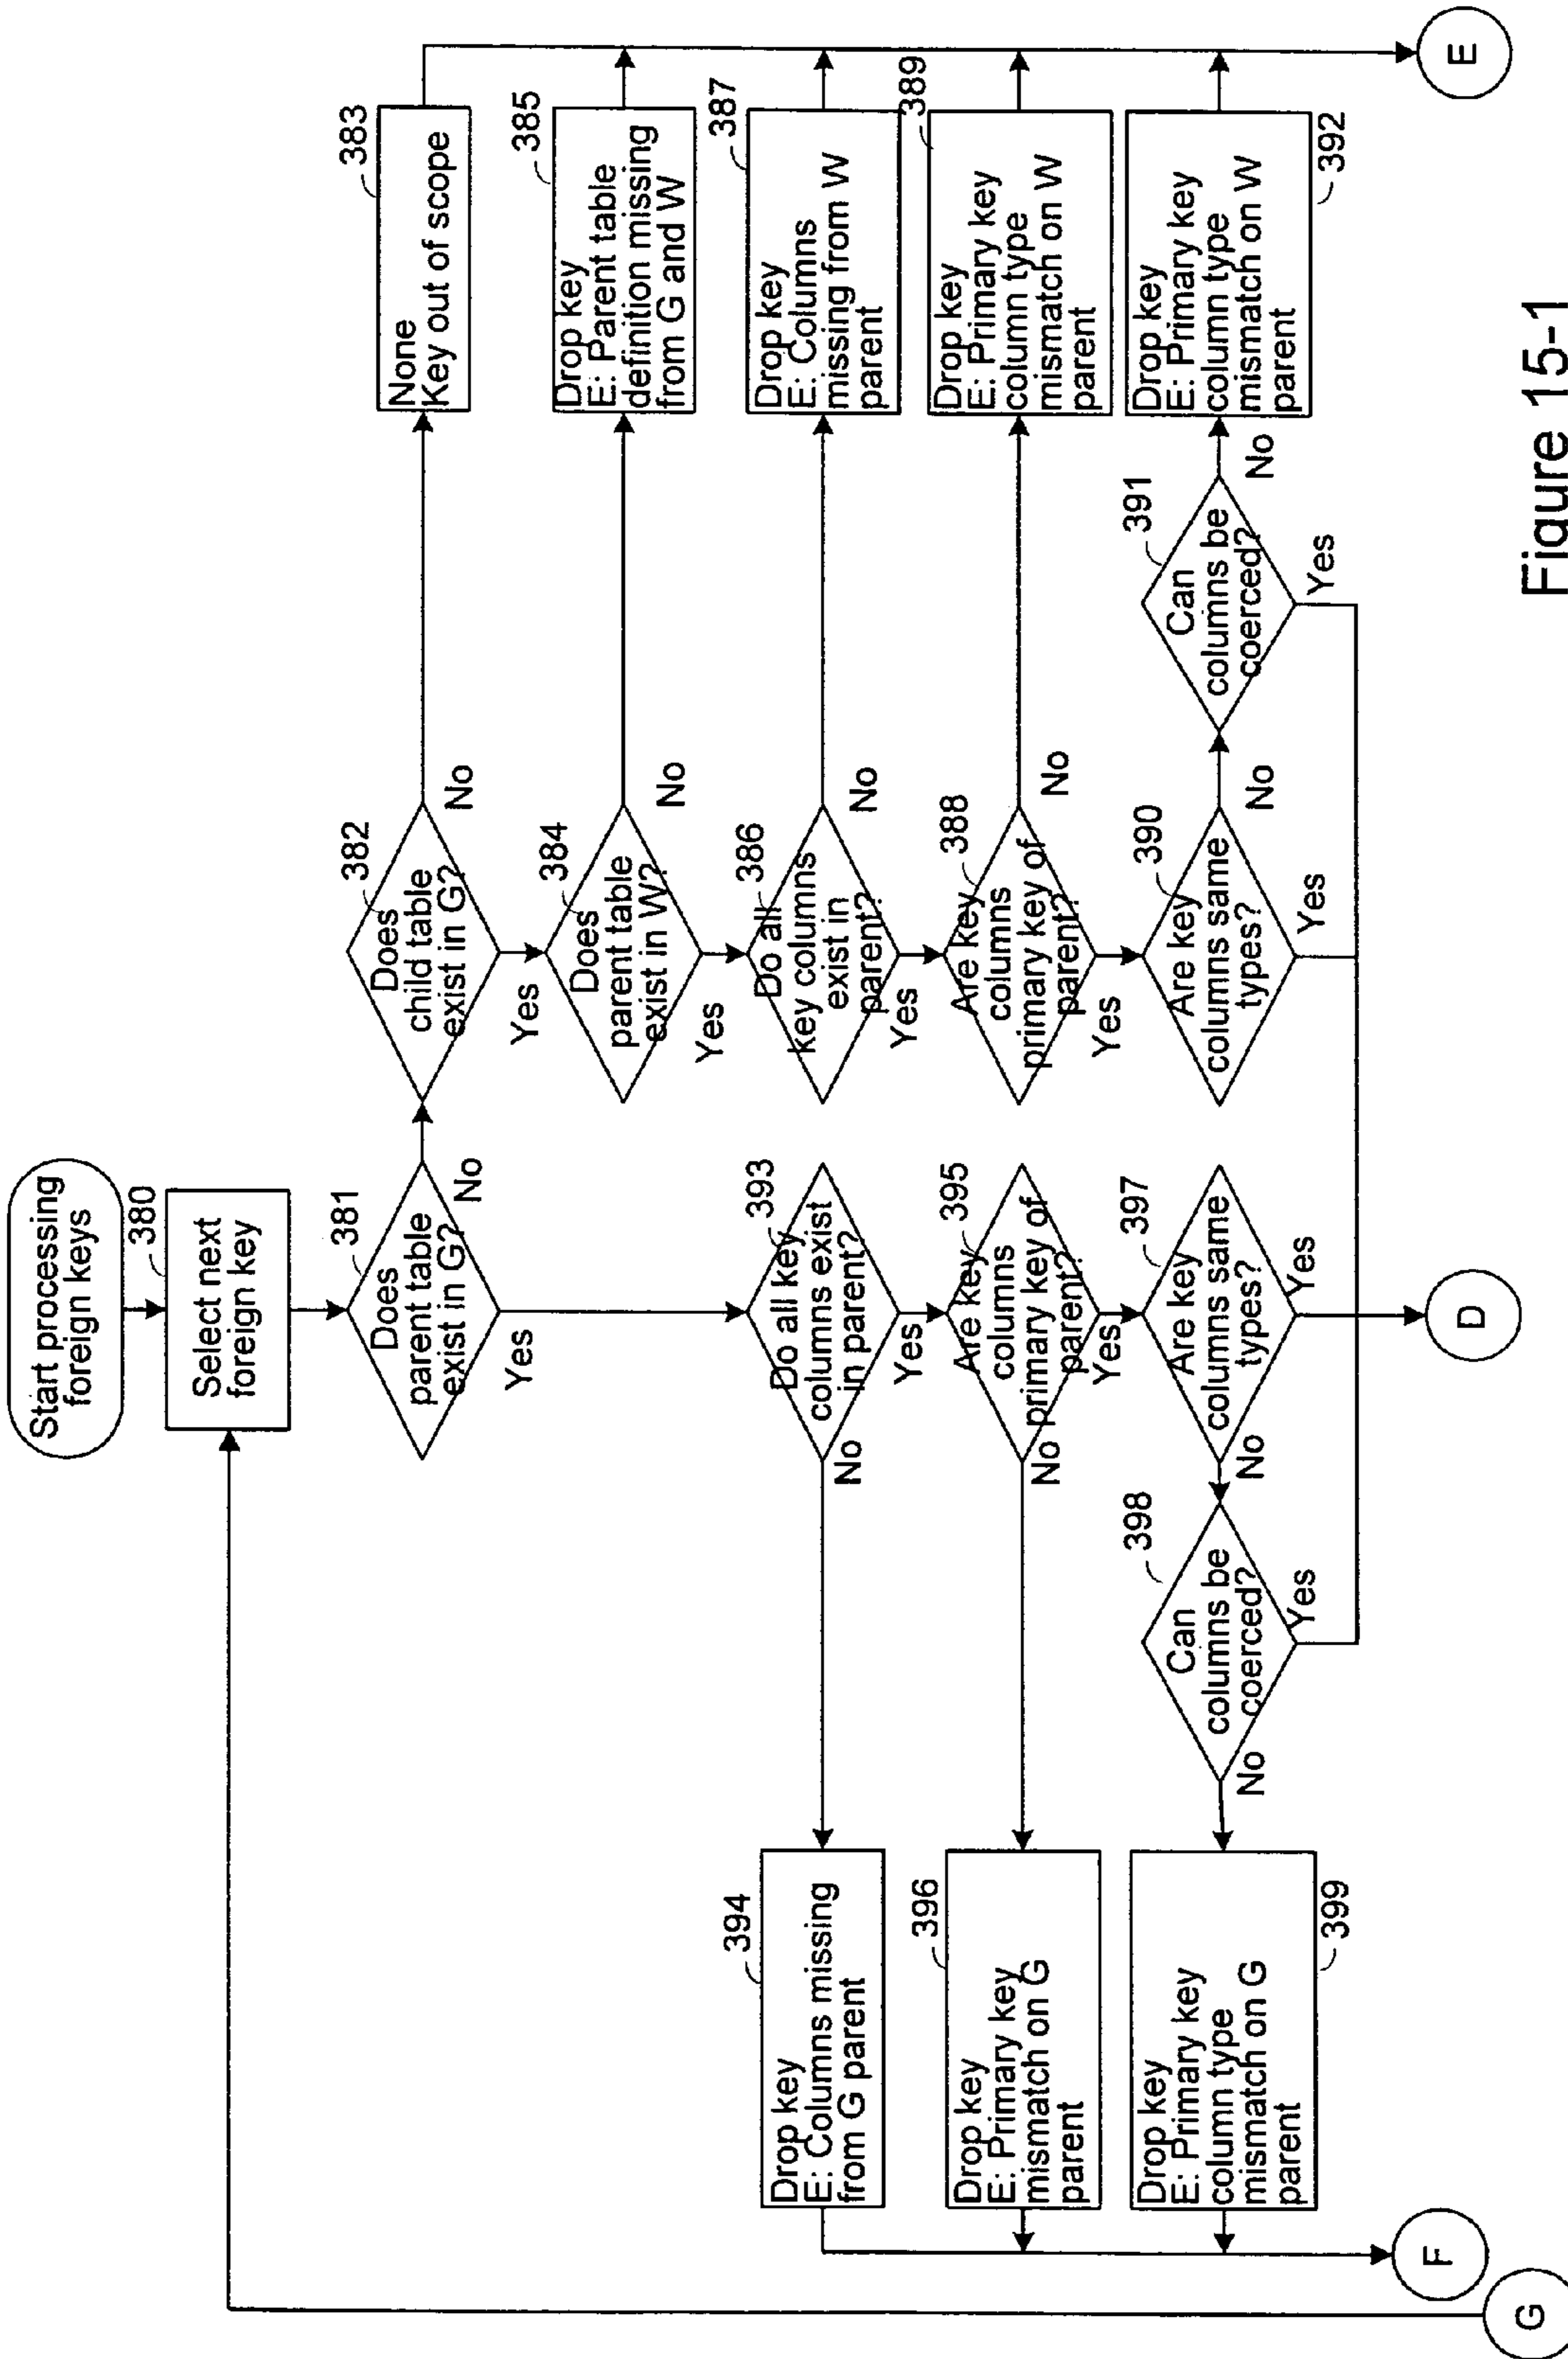 Start processing
foreign keys
380
Select next
foreign key
381
Does
parent table
exist in G?
No
Yes
382
Does
child table
exist in G?
No
Yes
383
None
Key out of scope
384
Does
parent table
exist in W?
No
Yes
385
Drop key
E: Parent table
definition missing
from G and W
386
Do all
key columns
exist in
parent?
No
Yes
387
Drop key
E: Columns
missing from W
parent
388
Are key
columns
primary key of
parent?
No
Yes
389
Drop key
E: Primary key
column type
mismatch on W
parent
390
Are key
columns same
types?
No
Yes
391
Can
columns be
coerced?
No
Yes
392
Drop key
E: Primary key
column type
mismatch on W
parent
393
Do all key
columns exist
in parent?
No
Yes
394
Drop key
E: Columns missing
from G parent
395
Are key
columns
primary key of
parent?
No
Yes
396
Drop key
E: Primary key
mismatch on G
parent
397
Are key
columns same
types?
No
Yes
398
Can
columns be
coerced?
No
Yes
399
Drop key
E: Primary key
column type
mismatch on G
parent
G
F
D
E
Figure 15-1